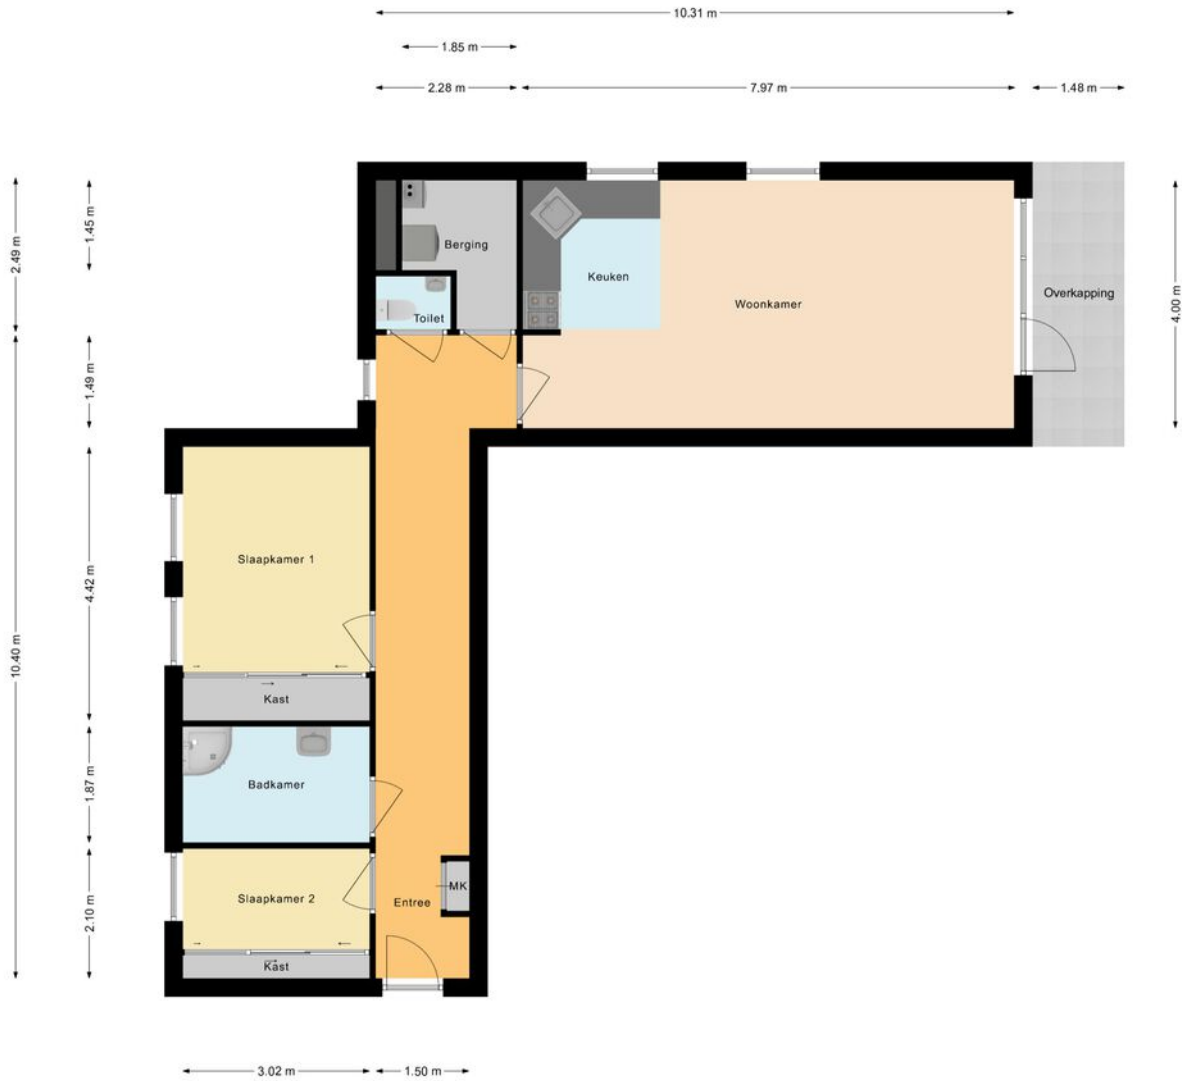 10.31 m
1.85 m
2.28 m
7.97 m
1.48 m
2.49 m
1.45 m
Berging
Keuken
Woonkamer
Overkapping
4.00 m
Toilet
1.49 m
Slaapkamer 1
4.42 m
10.40 m
Kast
Badkamer
1.87 m
MK
Slaapkamer 2
Entree
2.10 m
Kast
3.02 m
1.50 m